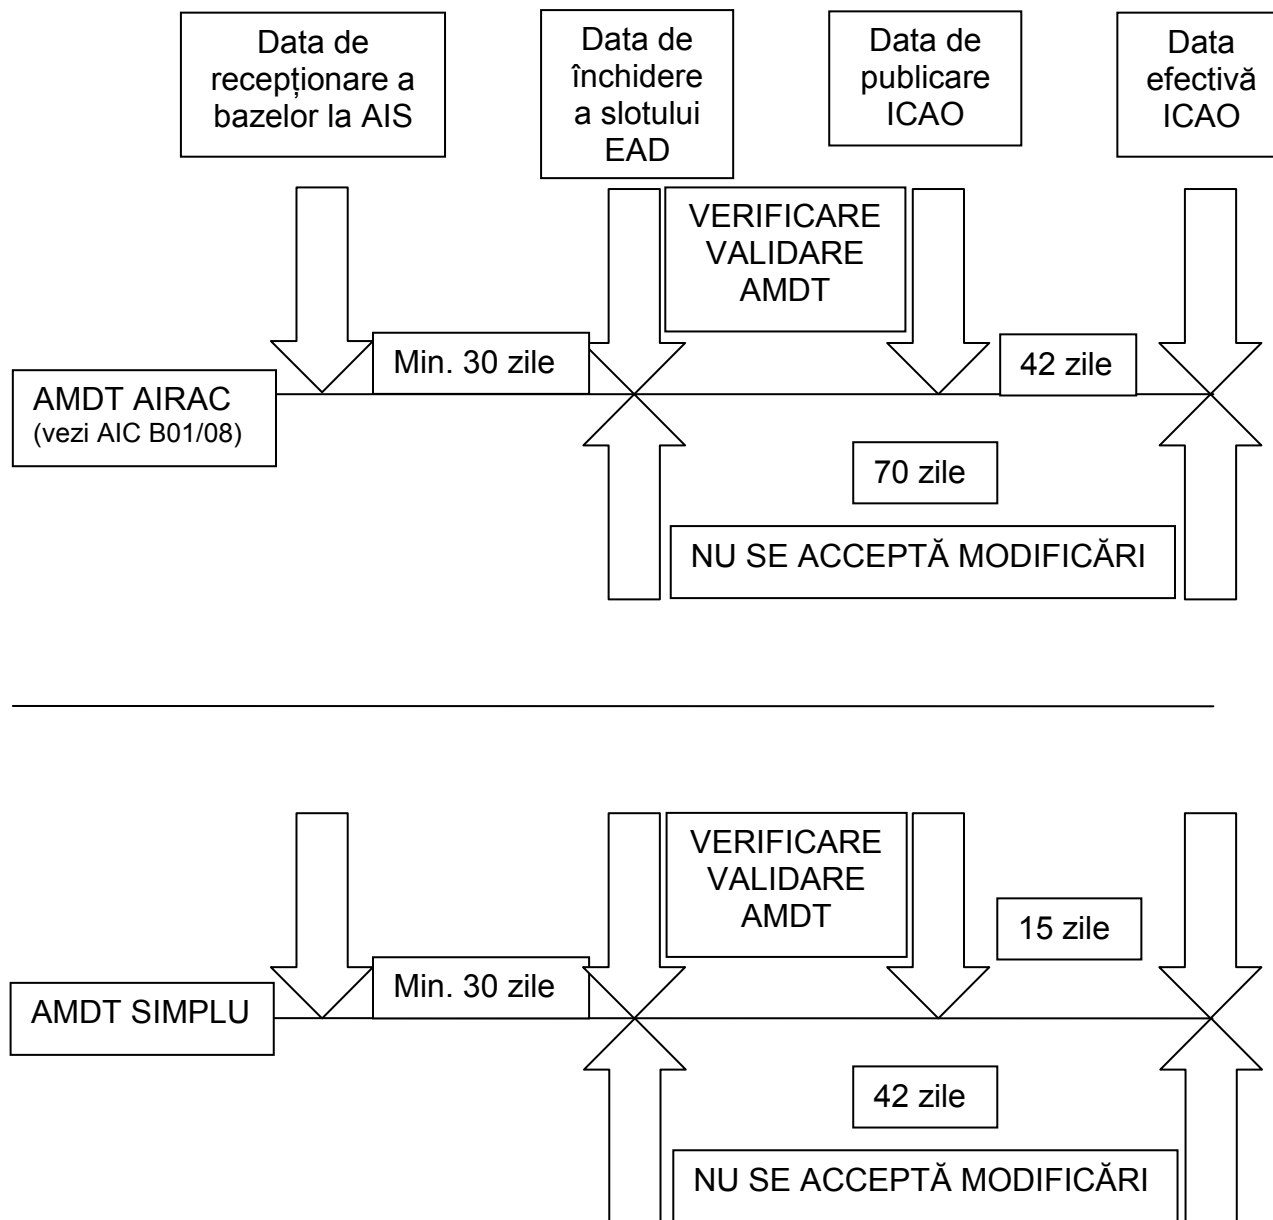 Data de
recepționare a
bazelor la AIS
Data de
închidere
a slotului
EAD
Data de
publicare
ICAO
Data
efectivă
ICAO
VERIFICARE
VALIDARE
AMDT
Min. 30 zile
42 zile
AMDT AIRAC
(vezi AIC B01/08)
70 zile
NU SE ACCEPTĂ MODIFICĂRI
VERIFICARE
VALIDARE
AMDT
15 zile
Min. 30 zile
AMDT SIMPLU
42 zile
NU SE ACCEPTĂ MODIFICĂRI